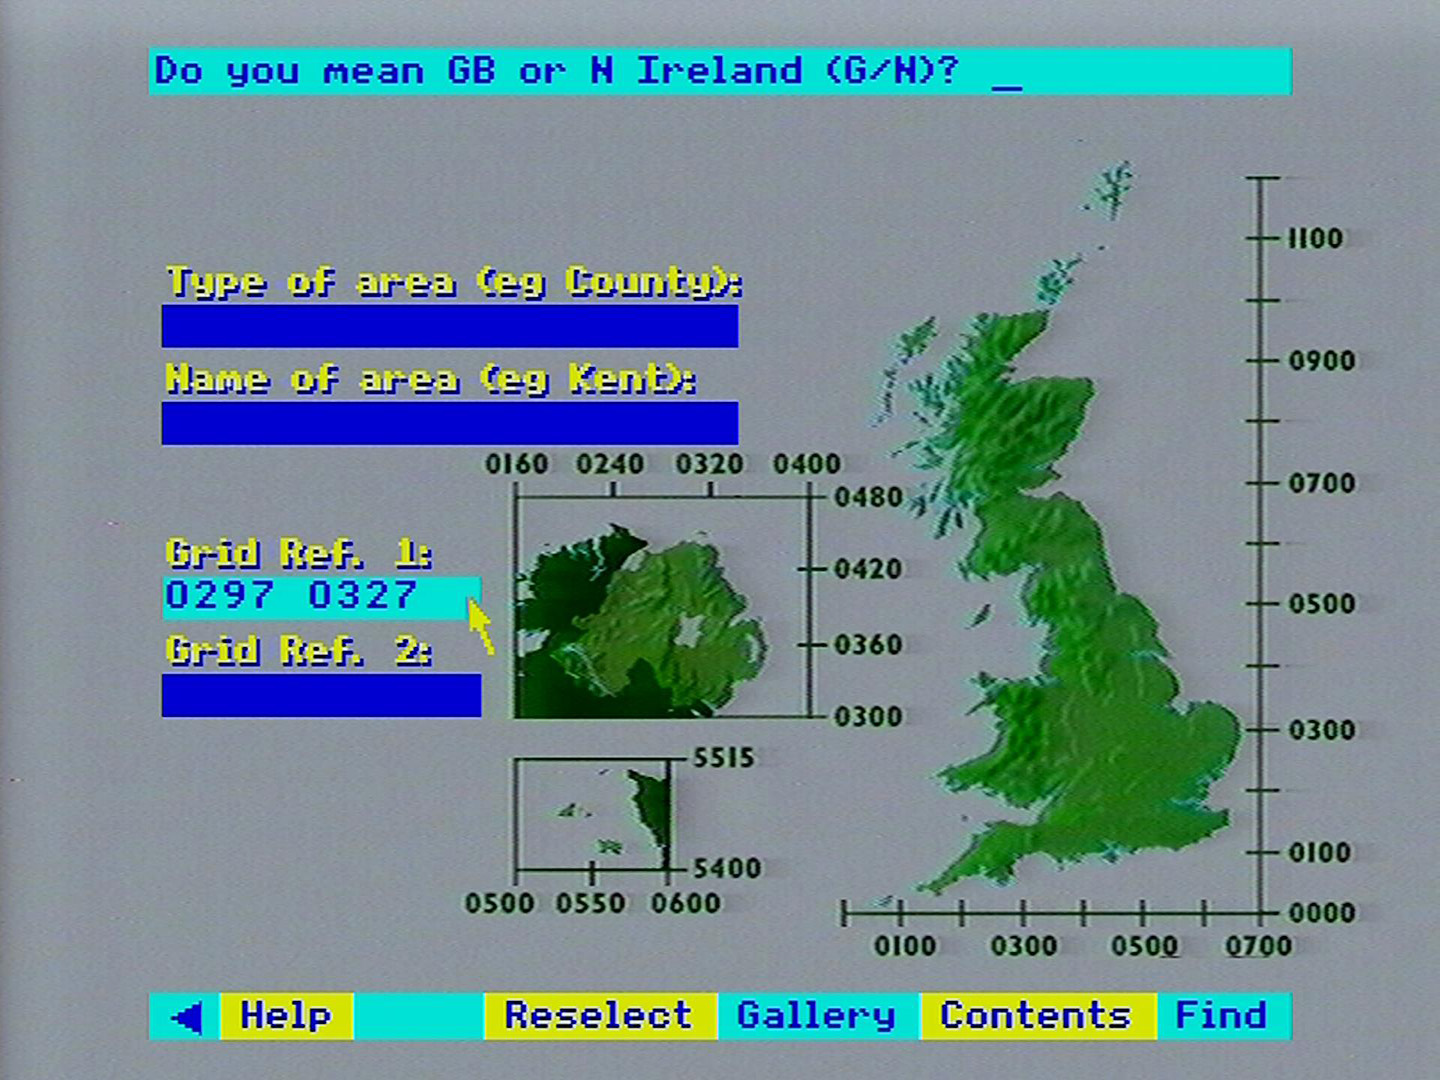 Do you mean GB or N Ireland (G/N)? _
Type of area (eg County):
Name of area (eg Kent):
Grid Ref. 1:
0297 0327
Grid Ref. 2:
0160 0240 0320 0400
0480
0420
0360
0300
5515
5400
0500 0550 0600
1100
0900
0700
0500
0300
0100
0000
0100 0300 0500 0700
Help Reselect Gallery Contents Find